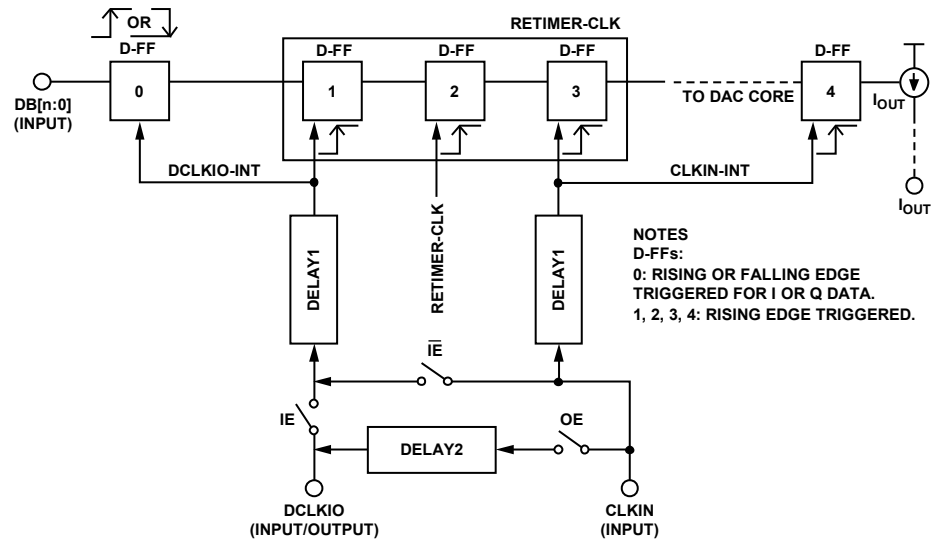 OR
RETIMER-CLK
D-FF
D-FF
D-FF
D-FF
D-FF
0
1
2
3
4
DB[n:0]
(INPUT)
TO DAC CORE
IOUT
IOUT
DCLKIO-INT
CLKIN-INT
RETIMER-CLK
DELAY1
DELAY1
NOTES
D-FFs:
0: RISING OR FALLING EDGE
TRIGGERED FOR I OR Q DATA.
1, 2, 3, 4: RISING EDGE TRIGGERED.
I̅E̅
IE
OE
DELAY2
DCLKIO
(INPUT/OUTPUT)
CLKIN
(INPUT)